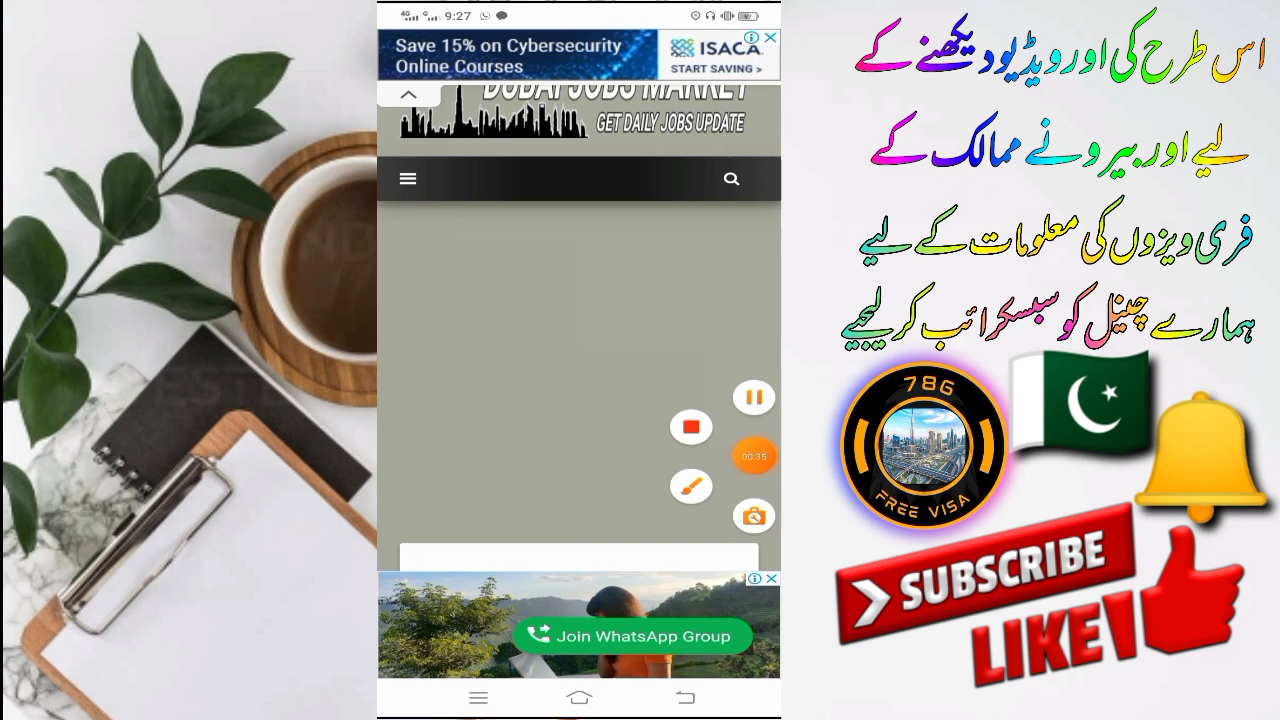 9:27
Save 15% on Cybersecurity
Online Courses
ISACA
START SAVING >
DUBAI JOBS MARKET
GET DAILY JOBS UPDATE
00:35
Join WhatsApp Group
اس طرح کی اور ویڈیو دیکھنے کے
لیے اور بیرونے ممالک کے
فری ویزوں کی معلومات کے لیے
ہمارے چینل کو سبسکرائب کر لیجیے
786
FREE VISA
SUBSCRIBE
LIKE